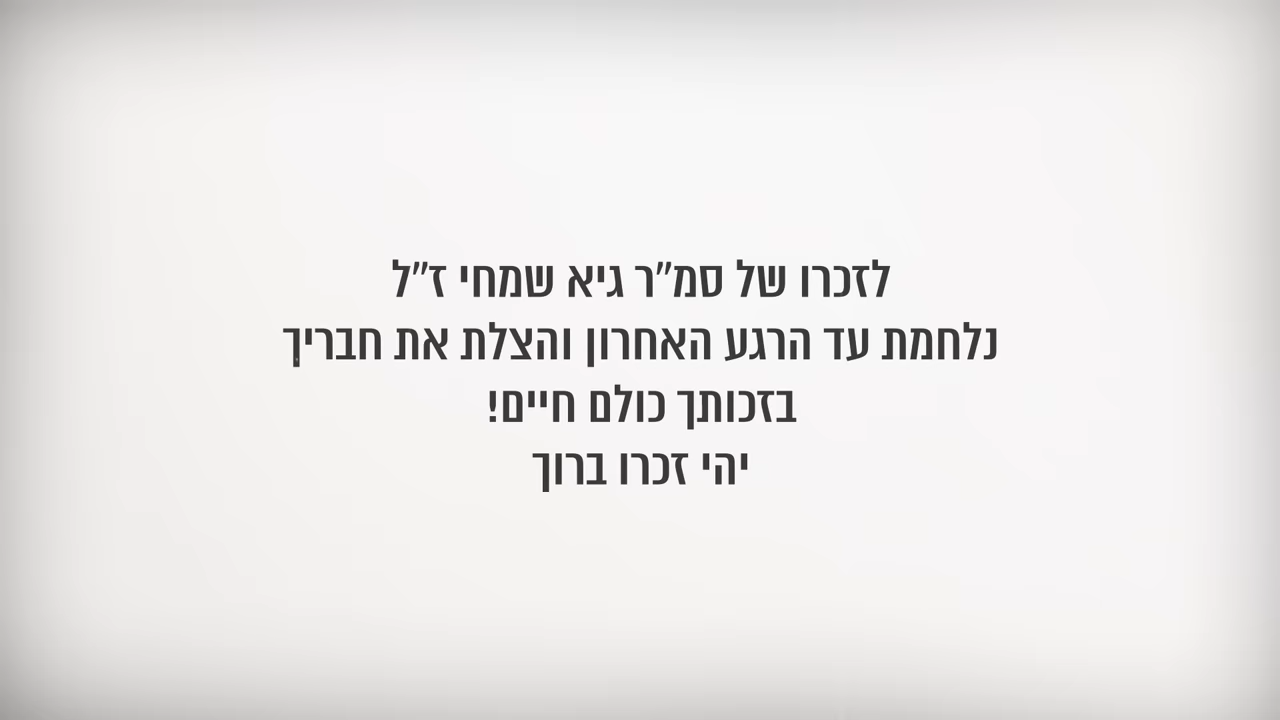 לזכרו של סמ"ר גיא שמחי ז"ל
נלחמת עד הרגע האחרון והצלת את חבריך
בזכותך כולם חיים!
יהי זכרו ברוך